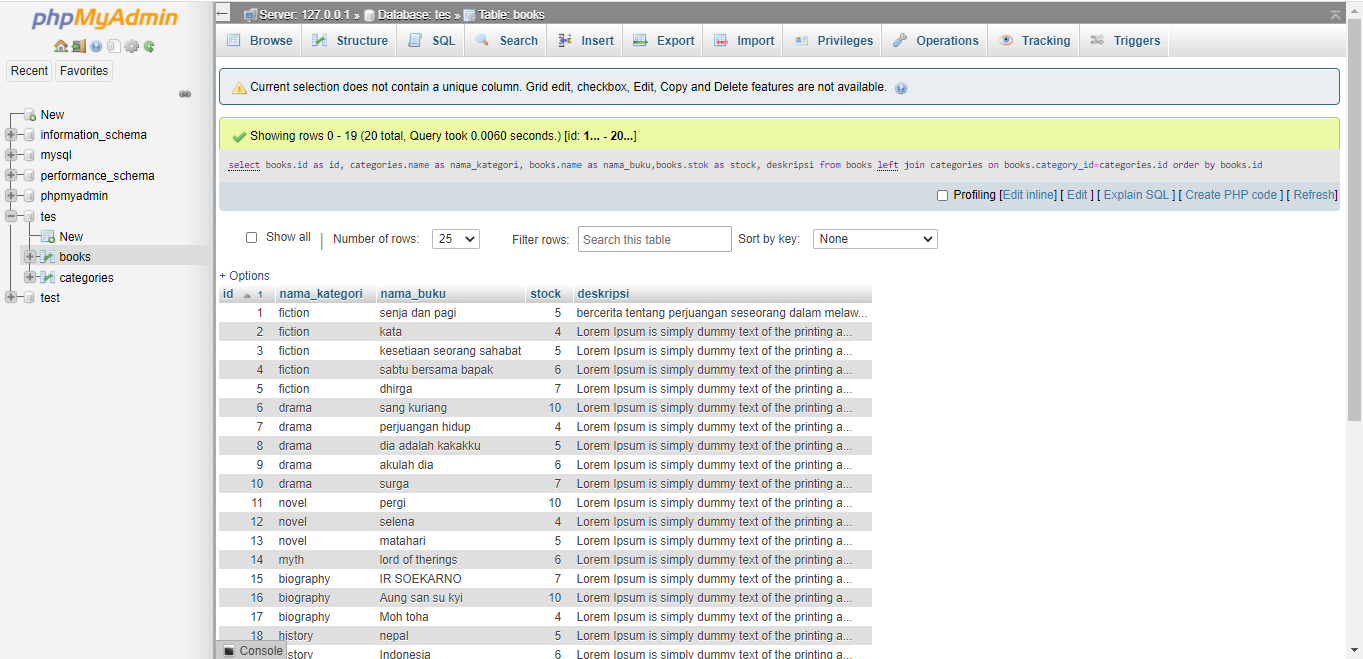 phpMyAdmin
Recent Favorites
New
information_schema
mysql
performance_schema
phpmyadmin
tes
New
books
categories
test
Server: 127.0.0.1 » Database: tes » Table: books
Browse Structure SQL Search Insert Export Import Privileges Operations Tracking Triggers
Current selection does not contain a unique column. Grid edit, checkbox, Edit, Copy and Delete features are not available.
Showing rows 0 - 19 (20 total, Query took 0.0060 seconds.) [id: 1... - 20...]
select books.id as id, categories.name as nama_kategori, books.name as nama_buku,books.stok as stock, deskripsi from books left join categories on books.category_id=categories.id order by books.id
Profiling [Edit inline] [ Edit ] [ Explain SQL ] [ Create PHP code ] [ Refresh]
Show all | Number of rows: 25 Filter rows: Search this table Sort by key: None
+ Options
id 1 nama_kategori nama_buku stock deskripsi
1 fiction senja dan pagi 5 bercerita tentang perjuangan seseorang dalam melaw...
2 fiction kata 4 Lorem Ipsum is simply dummy text of the printing a...
3 fiction kesetiaan seorang sahabat 5 Lorem Ipsum is simply dummy text of the printing a...
4 fiction sabtu bersama bapak 6 Lorem Ipsum is simply dummy text of the printing a...
5 fiction dhirga 7 Lorem Ipsum is simply dummy text of the printing a...
6 drama sang kuriang 10 Lorem Ipsum is simply dummy text of the printing a...
7 drama perjuangan hidup 4 Lorem Ipsum is simply dummy text of the printing a...
8 drama dia adalah kakakku 5 Lorem Ipsum is simply dummy text of the printing a...
9 drama akulah dia 6 Lorem Ipsum is simply dummy text of the printing a...
10 drama surga 7 Lorem Ipsum is simply dummy text of the printing a...
11 novel pergi 10 Lorem Ipsum is simply dummy text of the printing a...
12 novel selena 4 Lorem Ipsum is simply dummy text of the printing a...
13 novel matahari 5 Lorem Ipsum is simply dummy text of the printing a...
14 myth lord of therings 6 Lorem Ipsum is simply dummy text of the printing a...
15 biography IR SOEKARNO 7 Lorem Ipsum is simply dummy text of the printing a...
16 biography Aung san su kyi 10 Lorem Ipsum is simply dummy text of the printing a...
17 biography Moh toha 4 Lorem Ipsum is simply dummy text of the printing a...
18 history nepal 5 Lorem Ipsum is simply dummy text of the printing a...
Console story Indonesia 6 Lorem Ipsum is simply dummy text of the printing a...